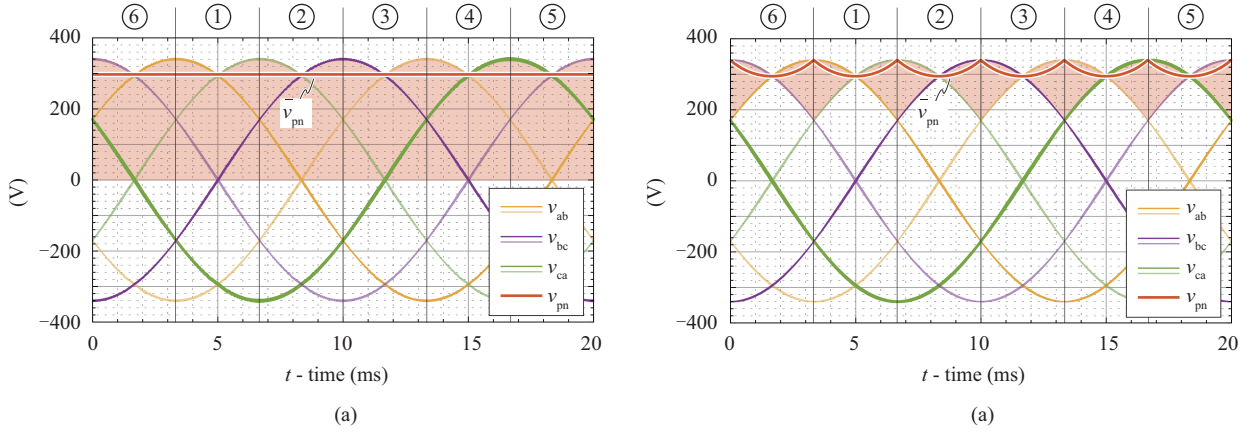 ⑥ ① ② ③ ④ ⑤
400
200
0
−200
−400
(V)
v̄pn
vab
vbc
vca
vpn
0 5 10 15 20
t - time (ms)
(a)
⑥ ① ② ③ ④ ⑤
400
200
0
−200
−400
(V)
v̄pn
vab
vbc
vca
vpn
0 5 10 15 20
t - time (ms)
(a)